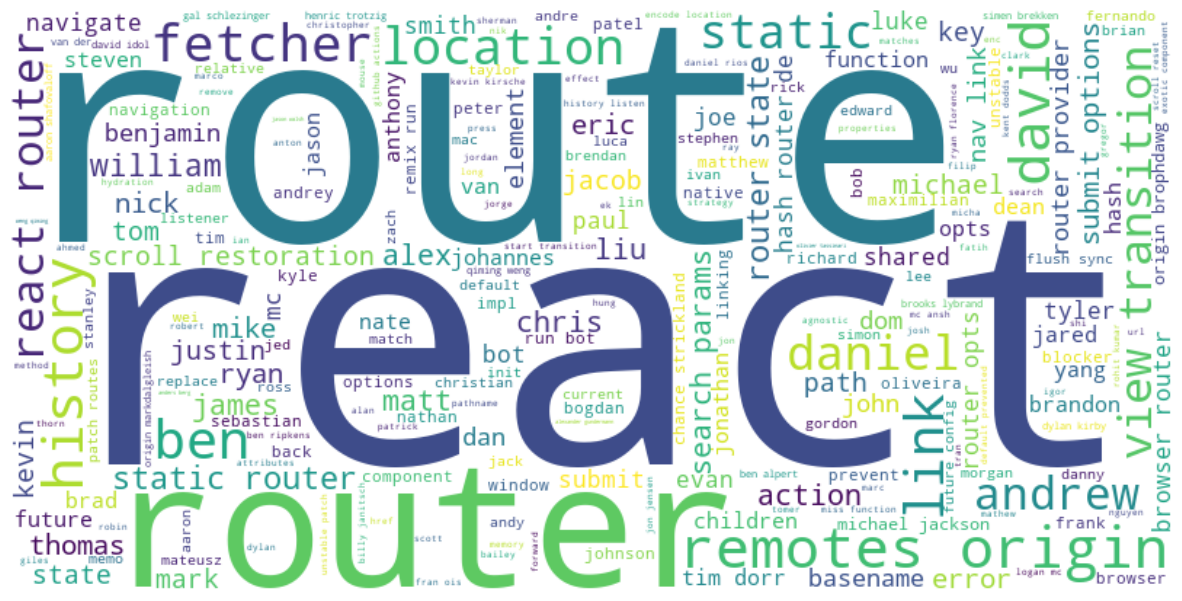 route
react
router
react router
history
fetcher
location
static
david
view transition
remotes origin
navigate
steven
gal schlezinger
henric trotzig
van der
david idol
relative
marco
remove
navigation
benjamin
william
nick
tom
listener
tim
ian
adam
hydration
jason walsh
anton
jason
andrey
scroll restoration
ahmed
kyle
alex
johannes
zach
anthony
github actions
mouse
christopher
smith
sherman
nik
andre
patel
taylor
kevin kirsche
effect
peter
press
mac
history listen
jordan
long
van
jorge
remix run
element
eric
luca
brendan
jacob
lin
paul
ek
ivan
strategy
native
matthew
stephen
joe
ray
properties
edward
daniel rios
encode location
router state
hash router
rick
function
luke
key
wu
matches
unstable
nav link
simen brekken
clark
enc
kent dodds
ryan florence
filip
bob
michael
maximilian
dean
search
micha
opts
shared
richard
lee
fatih
hash
router provider
submit options
gregor
fernando
brian
exotic component
scroll reset
origin brophdawg
flush sync
start transition
qiming weng
default
impl
liu
linking
hung
chris
run bot
nate
match
bot
init
options
christian
current
bogdan
nathan
alan
pathname
patrick
matt
dan
wei
robert
mike
jed
mc
justin
ryan
replace
ross
james
sebastian
ben
ben ripkens
back
attributes
static router
component
stanley
method
patch routes
thorn
origin markdalgleish
kevin
brad
future
robin
thomas
giles
state
memo
aaron
mateusz
mark
dylan
billy janitsch
unstable patch
href
scott
fran ois
window
jack
submit
andy
memory
bailey
forward
johnson
jon jensen
evan
search params
chance strickland
jonathan
jon
agnostic
simon
dom
josh
brooks lybrand
mc ansh
daniel
path
oliveira
john
gordon
link
router opts
future config
default prevented
tran
shi
url
tyler
jared
blocker
yang
igor
brandon
rohit kumar
dylan kirby
browser router
ben alpert
prevent
marc
morgan
danny
tomer
miss function
action
mathew
nguyen
andrew
children
michael jackson
frank
tim dorr
basename
error
logan mc
browser